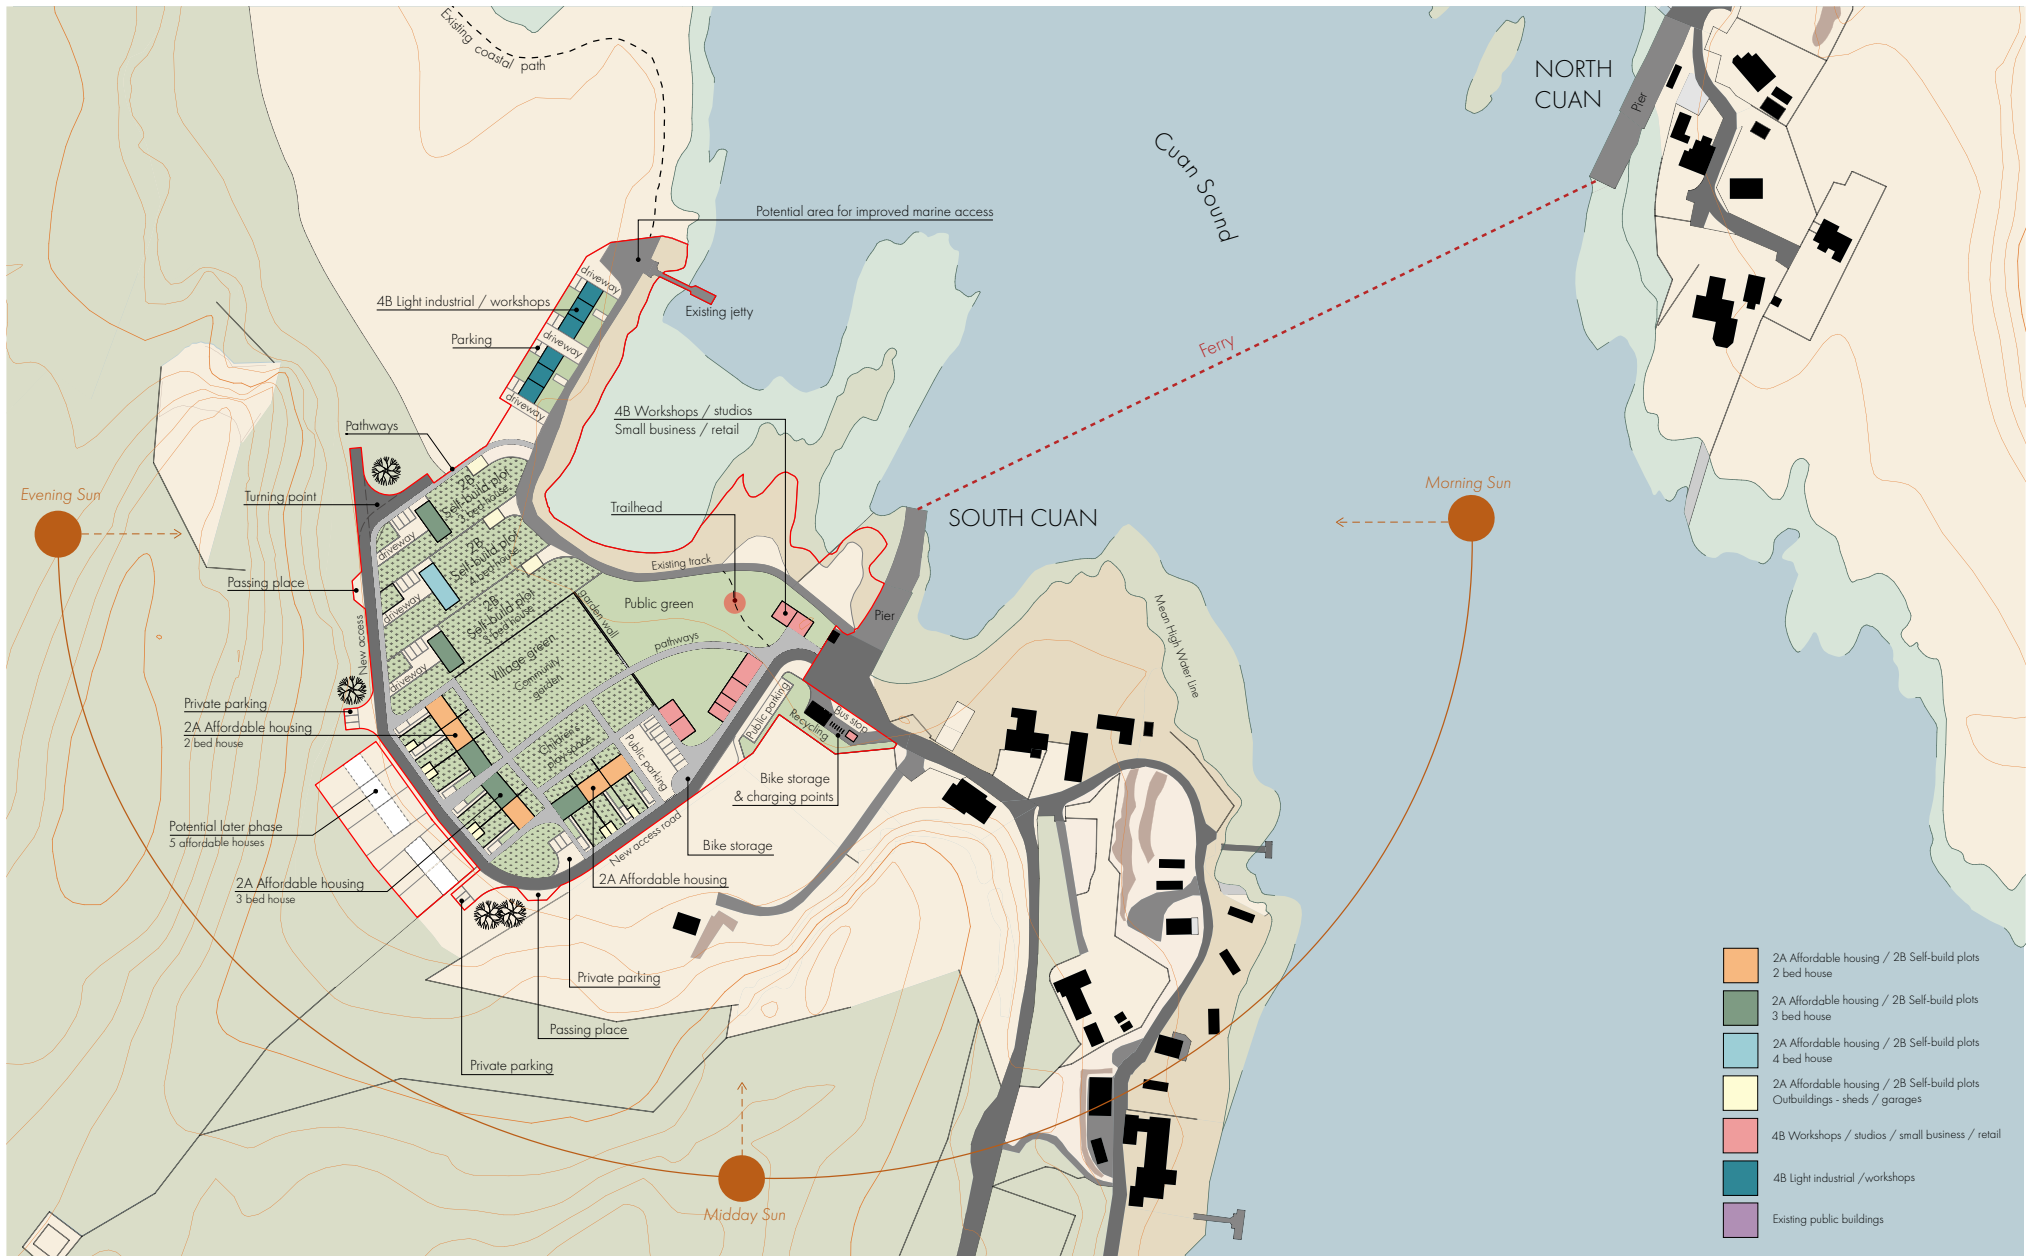 Existing coastal path
NORTH
CUAN
Pier
Cuan Sound
Potential area for improved marine access
driveway
4B Light industrial / workshops
Existing jetty
Parking
driveway
Ferry
driveway
4B Workshops / studios
Small business / retail
Pathways
Evening Sun
Morning Sun
Turning point
2B
Self-build plot
Trailhead
SOUTH CUAN
driveway
2B
Self-build plot
4 bed house
Existing track
Passing place
driveway
2B
Self-build plot
garden wall
Public green
Pier
Mean High Water Line
New access
pathways
Village green
Community
garden
driveway
Private parking
2A Affordable housing
2 bed house
Public parking
Bus stop
Recycling
Public parking
Bike storage
& charging points
Potential later phase
5 affordable houses
New access road
Bike storage
2A Affordable housing
3 bed house
2A Affordable housing
Private parking
Passing place
Private parking
Midday Sun
2A Affordable housing / 2B Self-build plots
2 bed house
2A Affordable housing / 2B Self-build plots
3 bed house
2A Affordable housing / 2B Self-build plots
4 bed house
2A Affordable housing / 2B Self-build plots
Outbuildings - sheds / garages
4B Workshops / studios / small business / retail
4B Light industrial /workshops
Existing public buildings